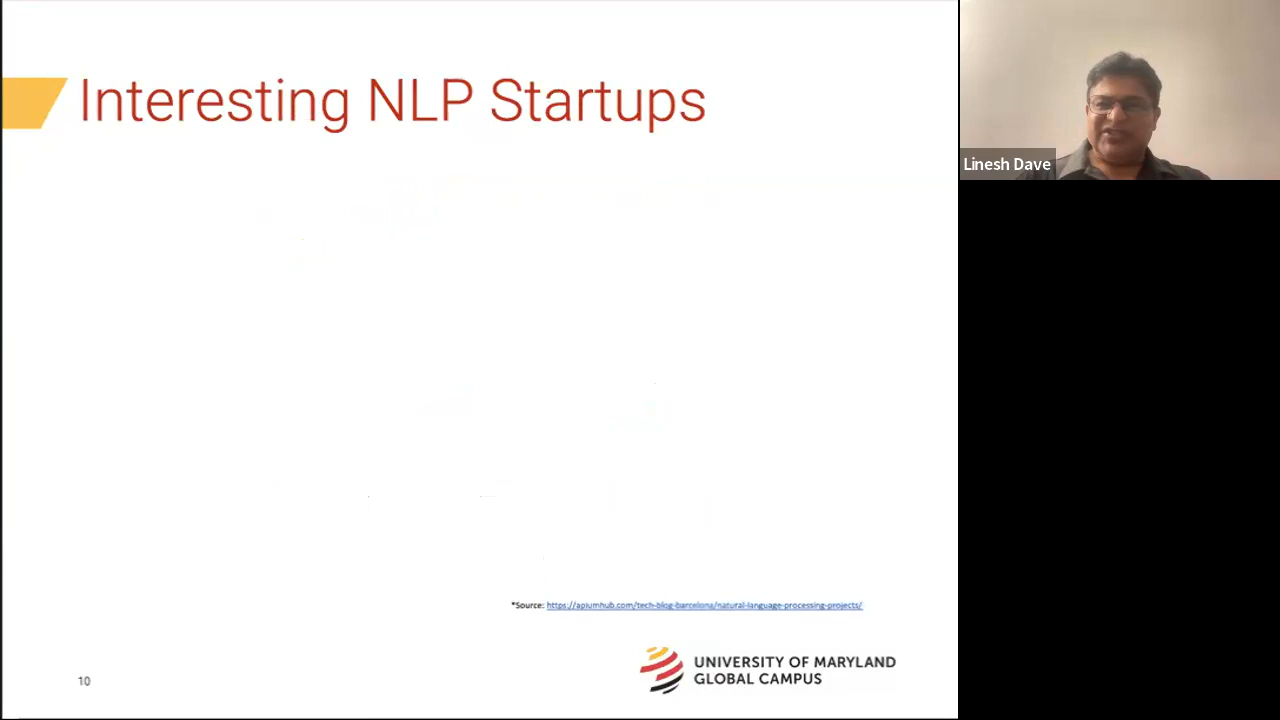 Interesting NLP Startups
Linesh Dave
*Source: https://apiumhub.com/tech-blog-barcelona/natural-language-processing-projects/
UNIVERSITY OF MARYLAND
GLOBAL CAMPUS
10